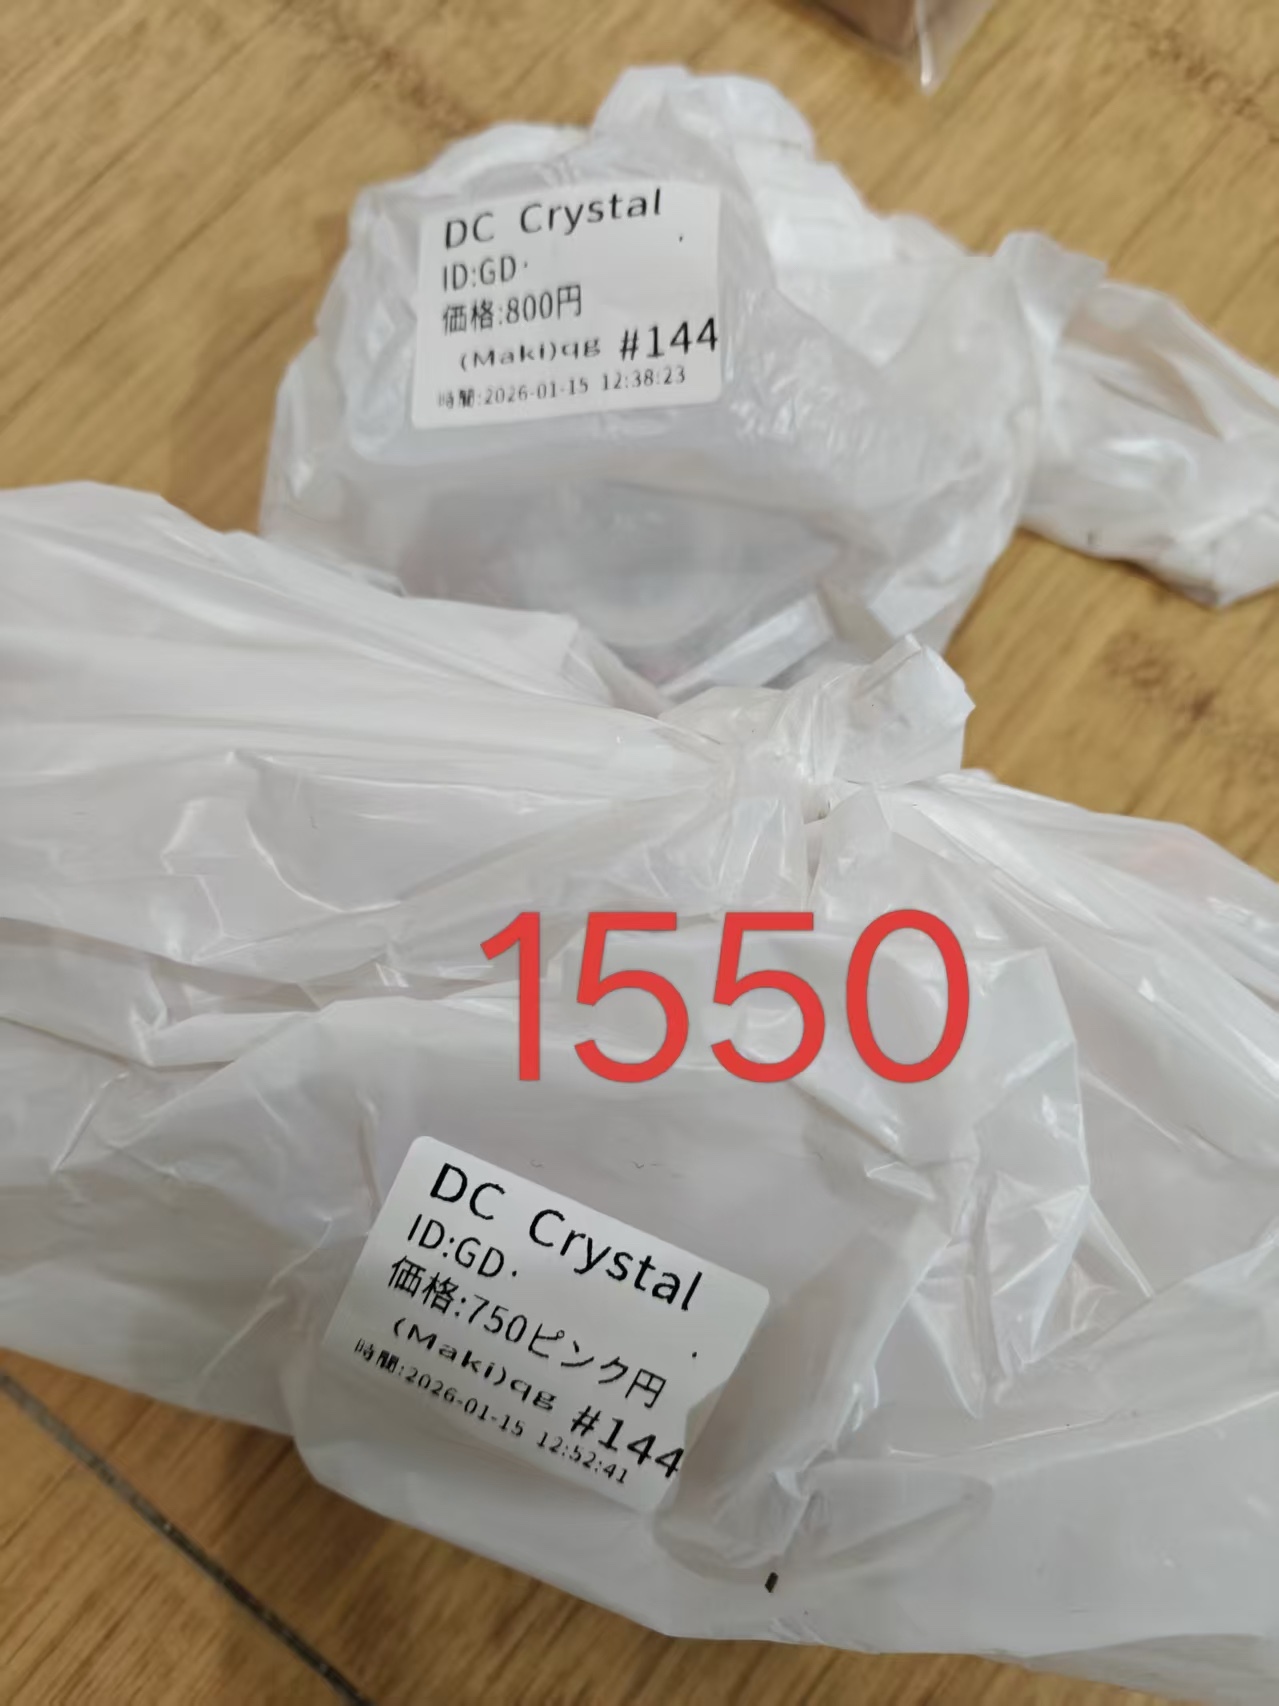 DC Crystal
ID:GD.
価格:800円
(Maki)qg #144
時間:2026-01-15 12:38:23
1550
DC Crystal
ID:GD.
価格:750ピンク円
(Maki)qg #144
時間:2026-01-15 12:52:41